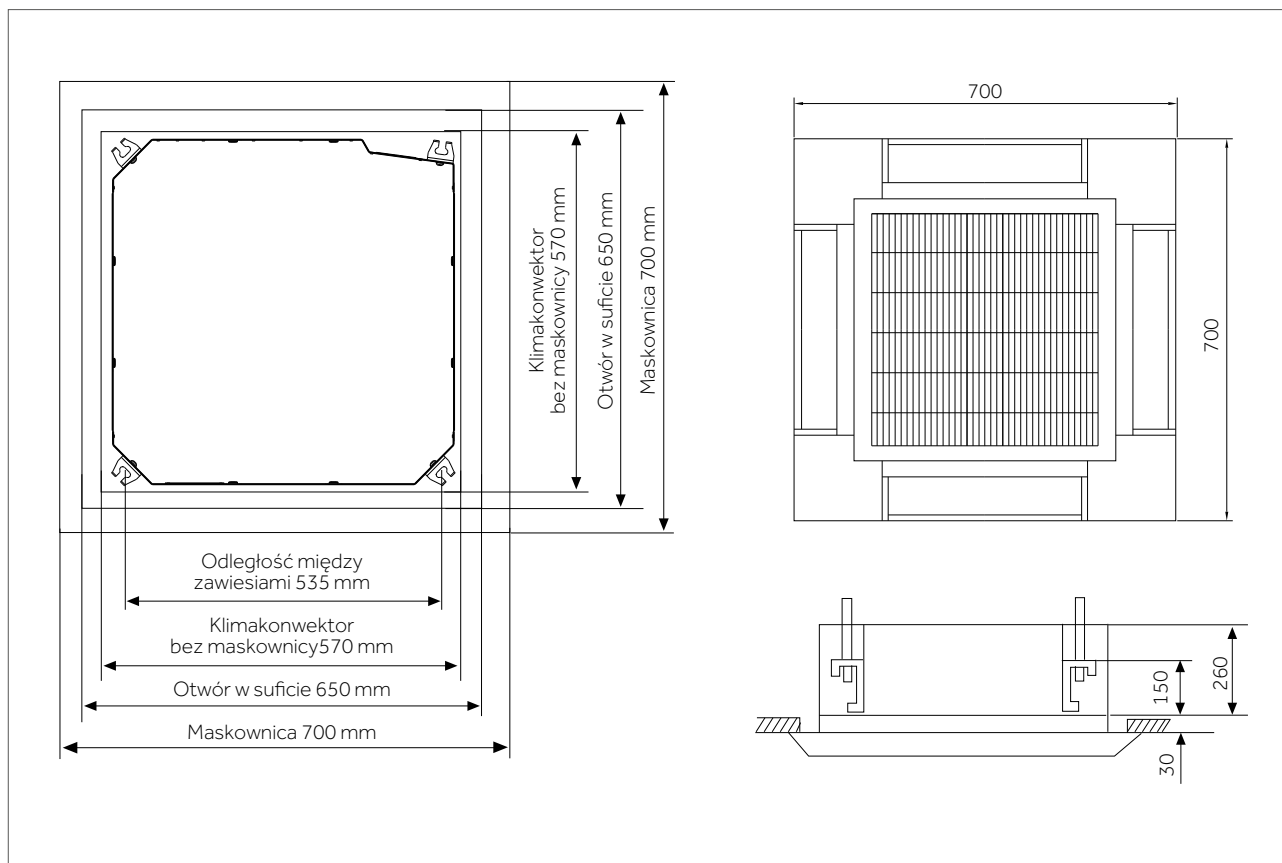 Klimakonwektor
bez maskownicy 570 mm
Otwór w suficie 650 mm
Maskownica 700 mm
Odległość między
zawiesiami 535 mm
Klimakonwektor
bez maskownicy570 mm
Otwór w suficie 650 mm
Maskownica 700 mm
700
700
150
260
30